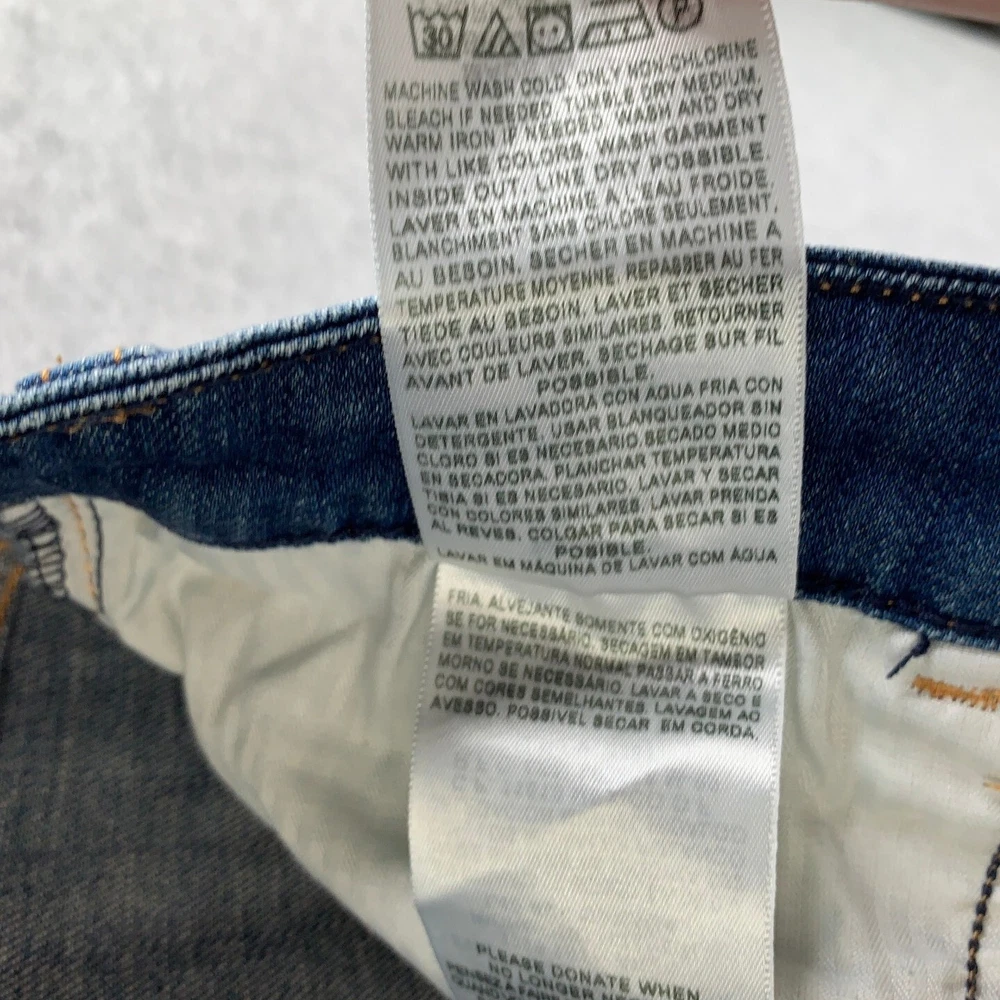 30
P
MACHINE WASH COLD, ONLY NON-CHLORINE
BLEACH IF NEEDED, TUMBLE DRY MEDIUM,
WARM IRON IF NEEDED, WASH AND DRY
WITH LIKE COLORS, WASH GARMENT
INSIDE OUT, LINE DRY POSSIBLE.
LAVER EN MACHINE A L'EAU FROIDE,
BLANCHIMENT SANS CHLORE SEULEMENT,
AU BESOIN, SECHER EN MACHINE A
TEMPERATURE MOYENNE, REPASSER AU FER
TIEDE AU BESOIN, LAVER ET SECHER
AVEC COULEURS SIMILAIRES, RETOURNER
AVANT DE LAVER, SECHAGE SUR FIL
POSSIBLE.
LAVAR EN LAVADORA CON AGUA FRIA CON
DETERGENTE, USAR BLANQUEADOR SIN
CLORO SI ES NECESARIO, SECADO MEDIO
EN SECADORA, PLANCHAR TEMPERATURA
TIBIA SI ES NECESARIO, LAVAR Y SECAR
CON COLORES SIMILARES, LAVAR PRENDA
AL REVES, COLGAR PARA SECAR SI ES
POSIBLE.
LAVAR EM MÁQUINA DE LAVAR COM ÁGUA
FRIA, ALVEJANTE SOMENTE COM OXIGÊNIO
SE FOR NECESSÁRIO, SECAGEM EM TAMBOR
EM TEMPERATURA NORMAL, PASSAR A FERRO
MORNO SE NECESSÁRIO, LAVAR A SECO E
COM CORES SEMELHANTES, LAVAGEM AO
AVESSO, POSSIVEL SECAR EM CORDA,
PLEASE DONATE WHEN
NO LONGER NEEDED
PENSEZ A FAIRE